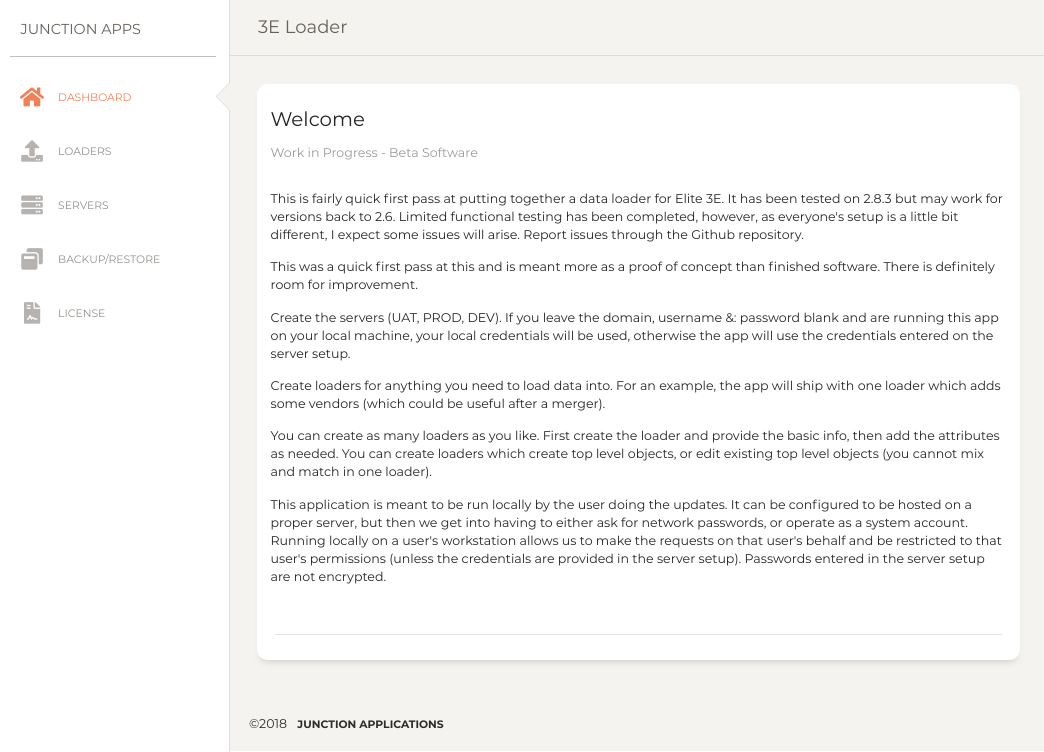 JUNCTION APPS
DASHBOARD
LOADERS
SERVERS
BACKUP/RESTORE
LICENSE
3E Loader
Welcome
Work in Progress - Beta Software
This is fairly quick first pass at putting together a data loader for Elite 3E. It has been tested on 2.8.3 but may work for
versions back to 2.6. Limited functional testing has been completed, however, as everyone's setup is a little bit
different, I expect some issues will arise. Report issues through the Github repository.
This was a quick first pass at this and is meant more as a proof of concept than finished software. There is definitely
room for improvement.
Create the servers (UAT, PROD, DEV). If you leave the domain, username &: password blank and are running this app
on your local machine, your local credentials will be used, otherwise the app will use the credentials entered on the
server setup.
Create loaders for anything you need to load data into. For an example, the app will ship with one loader which adds
some vendors (which could be useful after a merger).
You can create as many loaders as you like. First create the loader and provide the basic info, then add the attributes
as needed. You can create loaders which create top level objects, or edit existing top level objects (you cannot mix
and match in one loader).
This application is meant to be run locally by the user doing the updates. It can be configured to be hosted on a
proper server, but then we get into having to either ask for network passwords, or operate as a system account.
Running locally on a user's workstation allows us to make the requests on that user's behalf and be restricted to that
user's permissions (unless the credentials are provided in the server setup). Passwords entered in the server setup
are not encrypted.
©2018 JUNCTION APPLICATIONS